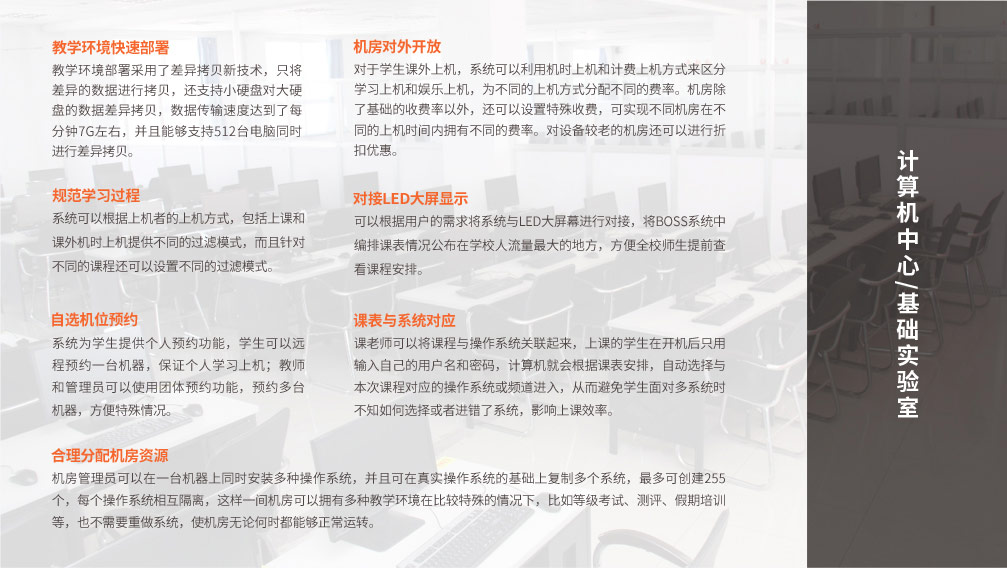 教学环境快速部署
教学环境部署采用了差异拷贝新技术，只将
差异的数据进行拷贝，还支持小硬盘对大硬
盘的数据差异拷贝，数据传输速度达到了每
分钟7G左右，并且能够支持512台电脑同时
进行差异拷贝。
规范学习过程
系统可以根据上机者的上机方式，包括上课和
课外机时上机提供不同的过滤模式，而且针对
不同的课程还可以设置不同的过滤模式。
自选机位预约
系统为学生提供个人预约功能，学生可以远
程预约一台机器，保证个人学习上机；教师
和管理员可以使用团体预约功能，预约多台
机器，方便特殊情况。
机房对外开放
对于学生课外上机，系统可以利用机时上机和计费上机方式来区分
学习上机和娱乐上机，为不同的上机方式分配不同的费率。机房除
了基础的收费率以外，还可以设置特殊收费，可实现不同机房在不
同的上机时间内拥有不同的费率。对设备较老的机房还可以进行折
扣优惠。
对接LED大屏显示
可以根据用户的需求将系统与LED大屏幕进行对接，将BOSS系统中
编排课表情况公布在学校人流量最大的地方，方便全校师生提前查
看课程安排。
课表与系统对应
课老师可以将课程与操作系统关联起来，上课的学生在开机后只用
输入自己的用户名和密码，计算机就会根据课表安排，自动选择与
本次课程对应的操作系统或频道进入，从而避免学生面对多系统时
不知如何选择或者进错了系统，影响上课效率。
合理分配机房资源
机房管理员可以在一台机器上同时安装多种操作系统，并且可在真实操作系统的基础上复制多个系统，最多可创建255
个，每个操作系统相互隔离，这样一间机房可以拥有多种教学环境在比较特殊的情况下，比如等级考试、测评、假期培训
等，也不需要重做系统，使机房无论何时都能够正常运转。
计算机中心/基础实验室